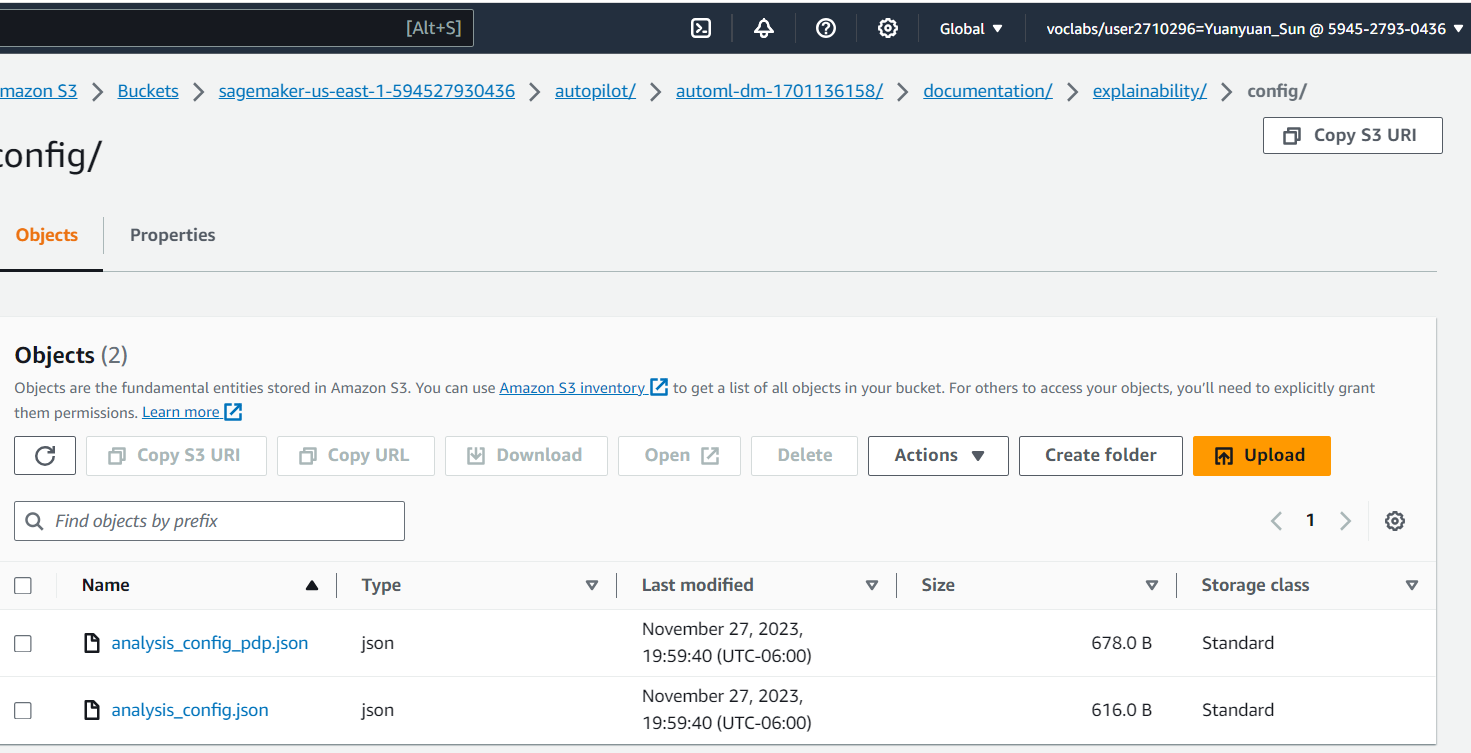 [Alt+S] Global voclabs/user2710296=Yuanyuan_Sun @ 5945-2793-0436
mazon S3 Buckets sagemaker-us-east-1-594527930436 autopilot/ automl-dm-1701136158/ documentation/ explainability/ config/
Copy S3 URI
config/
Objects Properties
Objects (2)
Objects are the fundamental entities stored in Amazon S3. You can use Amazon S3 inventory to get a list of all objects in your bucket. For others to access your objects, you'll need to explicitly grant
them permissions. Learn more
Copy S3 URI Copy URL Download Open Delete Actions Create folder Upload
Find objects by prefix 1
Name Type Last modified Size Storage class
analysis_config_pdp.json json November 27, 2023, 678.0 B Standard
19:59:40 (UTC-06:00)
analysis_config.json json November 27, 2023, 616.0 B Standard
19:59:40 (UTC-06:00)